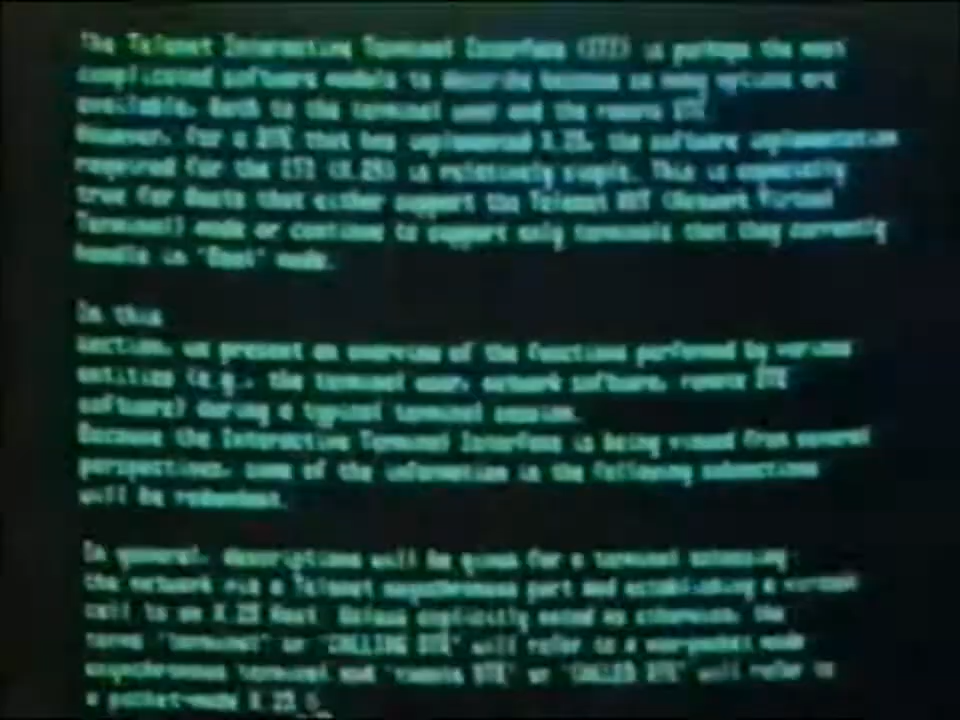 The Telenet Interactive Terminal Interface (ITI) is perhaps the most
complicated software module to describe because so many options are
available, both to the terminal user and the remote DTE.
However, for a DTE that has implemented X.25, the software implementation
required for the ITI (X.29) is relatively simple. This is especially
true for Hosts that either support the Telenet NVT (Network Virtual
Terminal) mode or continue to support only terminals that they currently
handle in "Host" mode.
In this
section, we present an overview of the functions performed by various
entities (e.g., the terminal user, network software, remote DTE
software) during a typical terminal session.
Because the Interactive Terminal Interface is being viewed from several
perspectives, some of the information in the following subsections
will be redundant.
In general, descriptions will be given for a terminal accessing
the network via a Telenet asynchronous port and establishing a virtual
call to an X.25 Host. Unless explicitly noted as otherwise, the
terms "terminal" or "CALLING DTE" will refer to a non-packet mode
asynchronous terminal and "remote DTE" or "CALLED DTE" will refer to
a packet-mode X.25